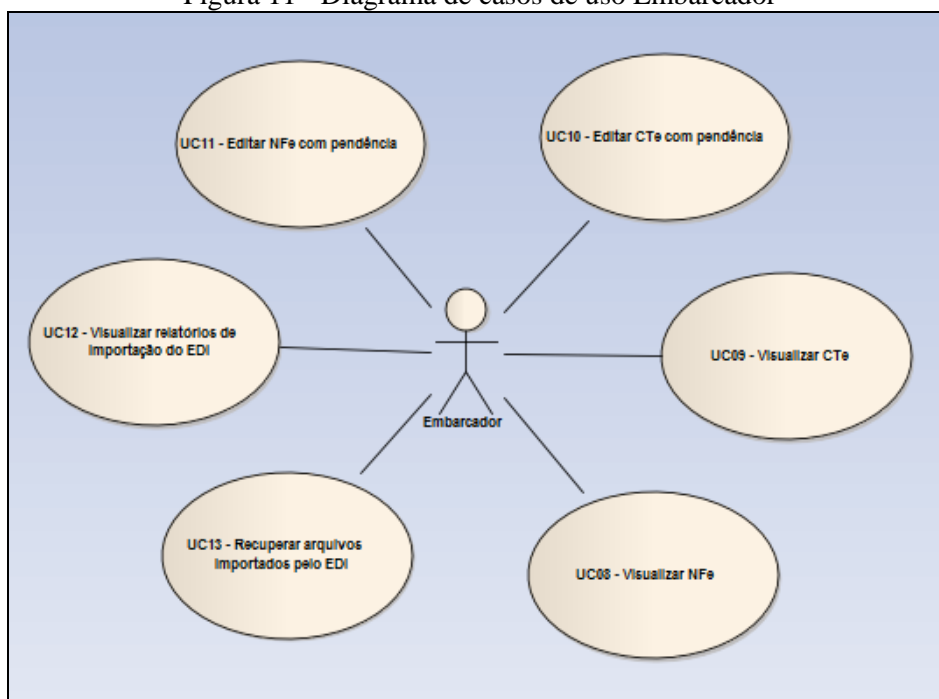 Figura 11 - Diagrama de casos de uso Embarcador
UC11 - Editar NFe com pendência
UC10 - Editar CTe com pendência
UC12 - Visualizar relatórios de
Importação do EDI
UC09 - Visualizar CTe
Embarcador
UC13 - Recuperar arquivos
Importados pelo EDI
UC08 - Visualizar NFe